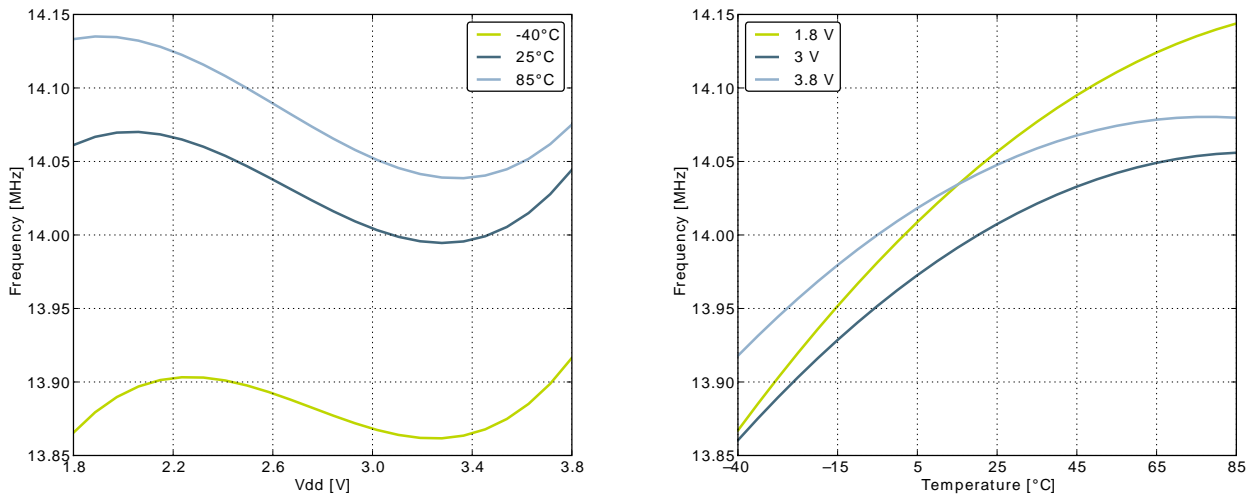 14.15
14.10
14.05
14.00
13.95
13.90
13.85
Frequency [MHz]
-40°C
25°C
85°C
1.8
2.2
2.6
3.0
3.4
3.8
Vdd [V]
14.15
14.10
14.05
14.00
13.95
13.90
13.85
Frequency [MHz]
1.8 V
3 V
3.8 V
−40
−15
5
25
45
65
85
Temperature [°C]